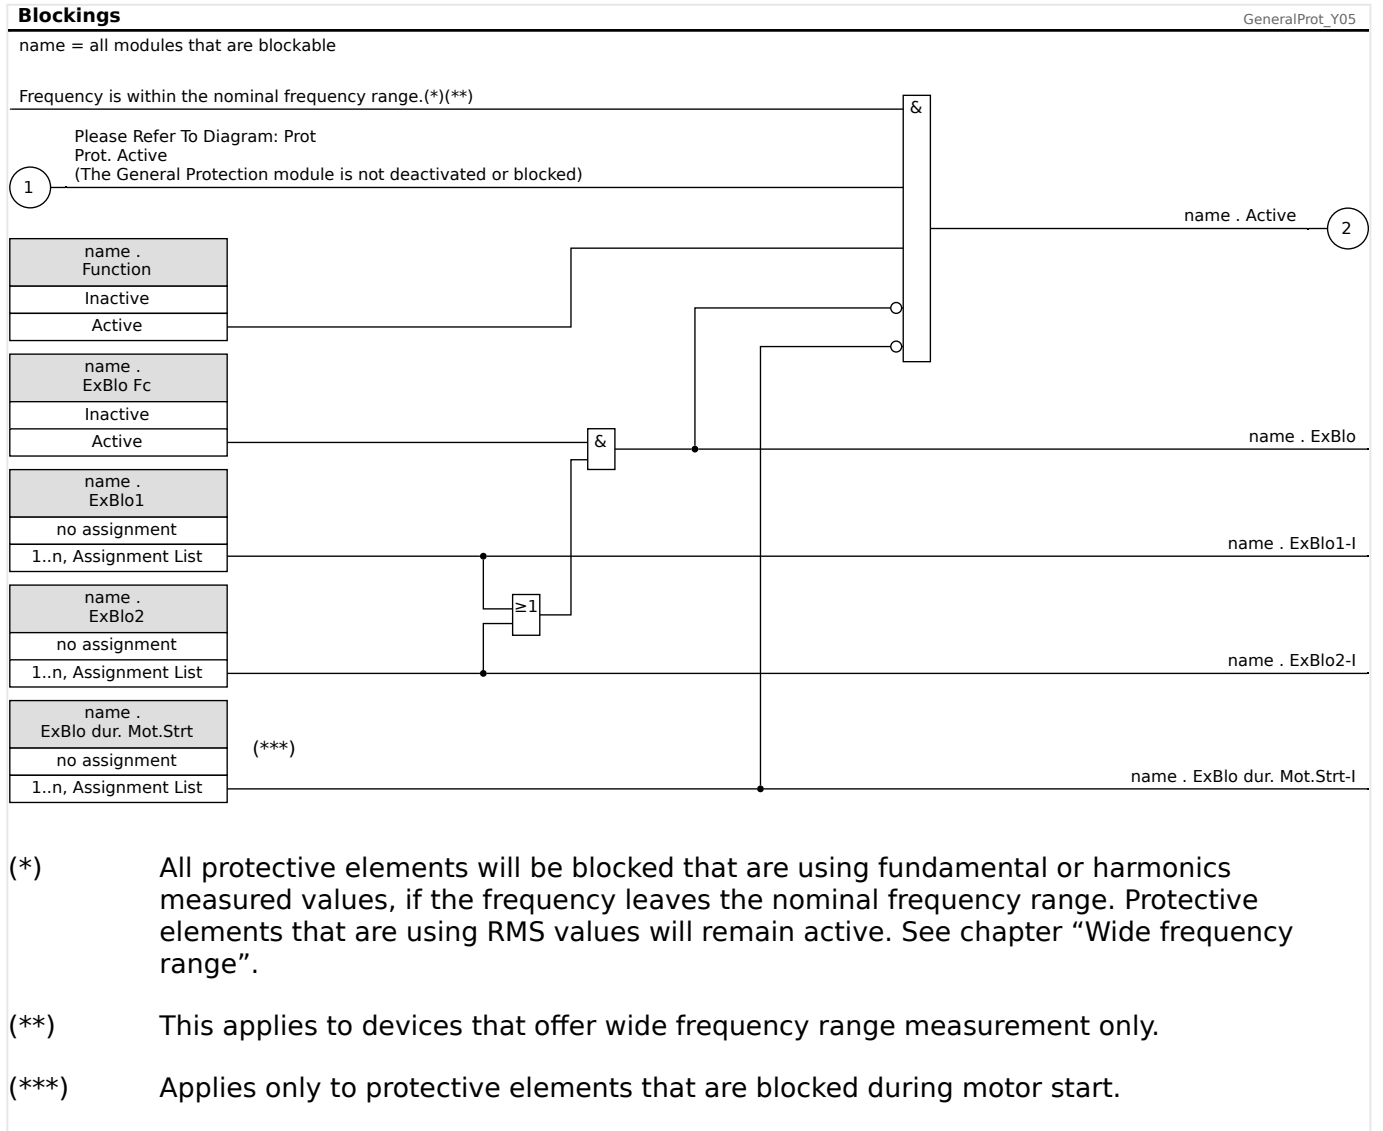 Blockings
GeneralProt_Y05
name = all modules that are blockable
Frequency is within the nominal frequency range.(*)(**)
&
Please Refer To Diagram: Prot
Prot. Active
(The General Protection module is not deactivated or blocked)
1
name . Active
2
name .
Function
Inactive
Active
name .
ExBlo Fc
Inactive
Active
&
name . ExBlo
name .
ExBlo1
no assignment
1..n, Assignment List
name . ExBlo1-I
name .
ExBlo2
≥1
no assignment
1..n, Assignment List
name . ExBlo2-I
name .
ExBlo dur. Mot.Strt
(***)
no assignment
1..n, Assignment List
name . ExBlo dur. Mot.Strt-I
(*) All protective elements will be blocked that are using fundamental or harmonics
measured values, if the frequency leaves the nominal frequency range. Protective
elements that are using RMS values will remain active. See chapter “Wide frequency
range”.
(**) This applies to devices that offer wide frequency range measurement only.
(***) Applies only to protective elements that are blocked during motor start.